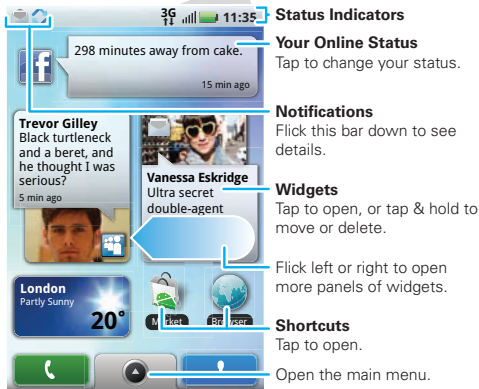 3G 11:35
298 minutes away from cake.
15 min ago
Trevor Gilley
Black turtleneck
and a beret, and
he thought I was
serious?
5 min ago
Vanessa Eskridge
Ultra secret
double-agent
London
Partly Sunny
20°
Market
Browser
Status Indicators
Your Online Status
Tap to change your status.
Notifications
Flick this bar down to see
details.
Widgets
Tap to open, or tap & hold to
move or delete.
Flick left or right to open
more panels of widgets.
Shortcuts
Tap to open.
Open the main menu.